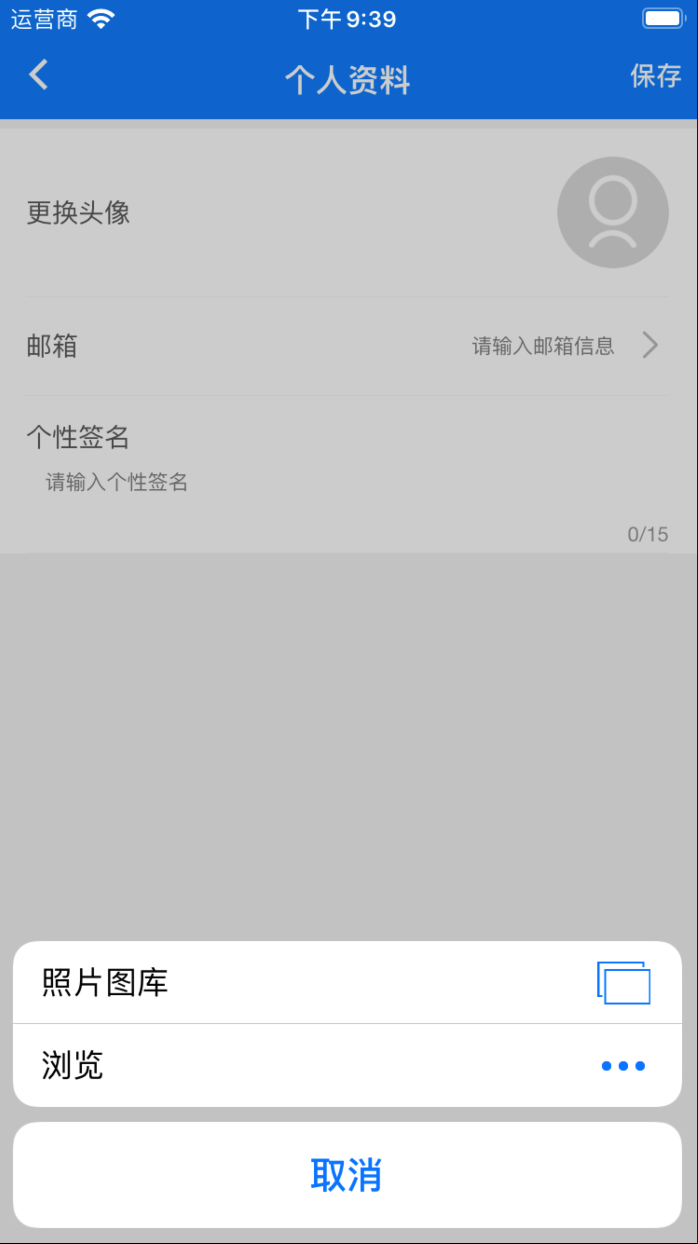 运营商 下午9:39
个人资料 保存
更换头像
邮箱 请输入邮箱信息
个性签名
请输入个性签名
0/15
照片图库
浏览
取消